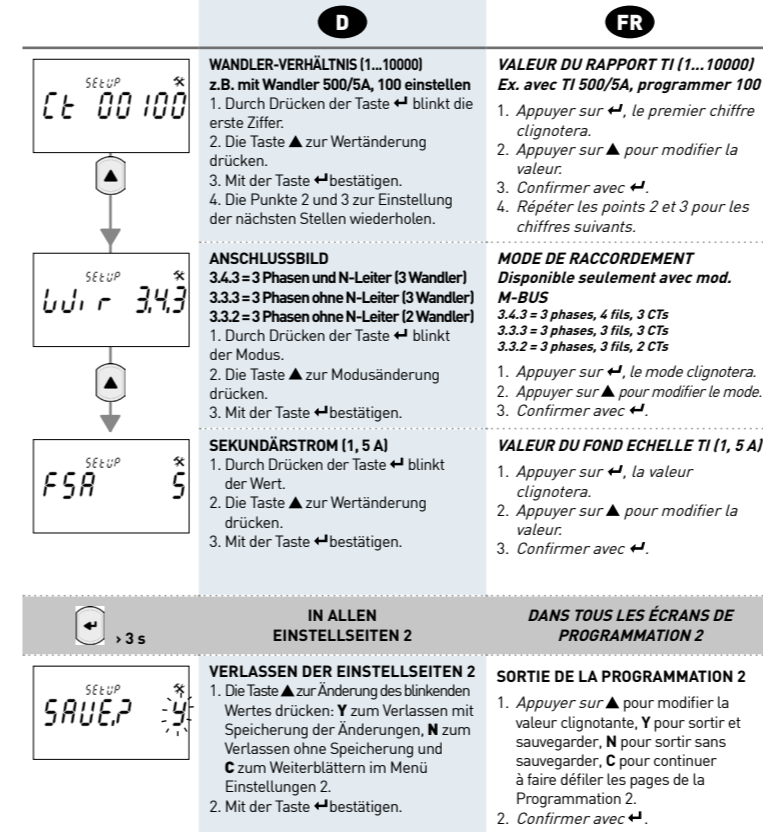 D
FR
SEtUP
Ct 00100
WANDLER-VERHÄLTNIS (1...10000)
z.B. mit Wandler 500/5A, 100 einstellen
1. Durch Drücken der Taste ↵ blinkt die
erste Ziffer.
2. Die Taste ▲ zur Wertänderung
drücken.
3. Mit der Taste ↵ bestätigen.
4. Die Punkte 2 und 3 zur Einstellung
der nächsten Stellen wiederholen.
VALEUR DU RAPPORT TI (1...10000)
Ex. avec TI 500/5A, programmer 100
1. Appuyer sur ↵, le premier chiffre
clignotera.
2. Appuyer sur ▲ pour modifier la
valeur.
3. Confirmer avec ↵.
4. Répéter les points 2 et 3 pour les
chiffres suivants.
▲
SEtUP
Wir 3.4.3
ANSCHLUSSBILD
3.4.3 = 3 Phasen und N-Leiter (3 Wandler)
3.3.3 = 3 Phasen ohne N-Leiter (3 Wandler)
3.3.2 = 3 Phasen ohne N-Leiter (2 Wandler)
1. Durch Drücken der Taste ↵ blinkt
der Modus.
2. Die Taste ▲ zur Modusänderung
drücken.
3. Mit der Taste ↵ bestätigen.
MODE DE RACCORDEMENT
Disponible seulement avec mod.
M-BUS
3.4.3 = 3 phases, 4 fils, 3 CTs
3.3.3 = 3 phases, 3 fils, 3 CTs
3.3.2 = 3 phases, 3 fils, 2 CTs
1. Appuyer sur ↵, le mode clignotera.
2. Appuyer sur ▲ pour modifier le mode.
3. Confirmer avec ↵.
▲
SEtUP
FSA 5
SEKUNDÄRSTROM (1, 5 A)
1. Durch Drücken der Taste ↵ blinkt
der Wert.
2. Die Taste ▲ zur Wertänderung
drücken.
3. Mit der Taste ↵ bestätigen.
VALEUR DU FOND ECHELLE TI (1, 5 A)
1. Appuyer sur ↵, la valeur
clignotera.
2. Appuyer sur ▲ pour modifier la
valeur.
3. Confirmer avec ↵.
↵ › 3 s
IN ALLEN
EINSTELLSEITEN 2
DANS TOUS LES ÉCRANS DE
PROGRAMMATION 2
SEtUP
SAVE,? Y
VERLASSEN DER EINSTELLSEITEN 2
1. Die Taste ▲ zur Änderung des blinkenden
Wertes drücken: Y zum Verlassen mit
Speicherung der Änderungen, N zum
Verlassen ohne Speicherung und
C zum Weiterblättern im Menü
Einstellungen 2.
2. Mit der Taste ↵ bestätigen.
SORTIE DE LA PROGRAMMATION 2
1. Appuyer sur ▲ pour modifier la
valeur clignotante, Y pour sortir et
sauvegarder, N pour sortir sans
sauvegarder, C pour continuer
à faire défiler les pages de la
Programmation 2.
2. Confirmer avec ↵.